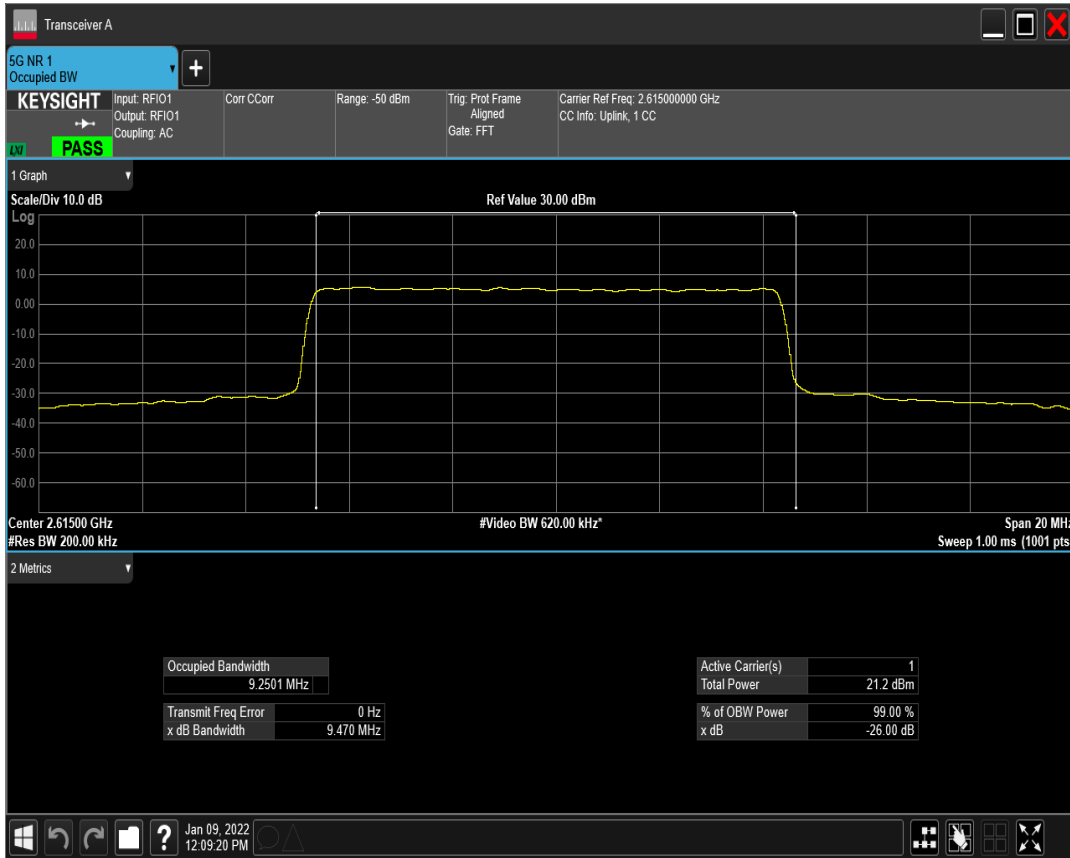 Transceiver A
5G NR 1
Occupied BW
KEYSIGHT
LXI
PASS
Input: RFIO1
Output: RFIO1
Coupling: AC
Corr CCorr
Range: -50 dBm
Trig: Prot Frame
Aligned
Gate: FFT
Carrier Ref Freq: 2.615000000 GHz
CC Info: Uplink, 1 CC
1 Graph
Scale/Div 10.0 dB
Ref Value 30.00 dBm
Log
20.0
10.0
0.00
-10.0
-20.0
-30.0
-40.0
-50.0
-60.0
Center 2.61500 GHz
#Video BW 620.00 kHz*
Span 20 MHz
#Res BW 200.00 kHz
Sweep 1.00 ms (1001 pts
2 Metrics
Occupied Bandwidth
9.2501 MHz
Transmit Freq Error 0 Hz
x dB Bandwidth 9.470 MHz
Active Carrier(s) 1
Total Power 21.2 dBm
% of OBW Power 99.00 %
x dB -26.00 dB
Jan 09, 2022
12:09:20 PM